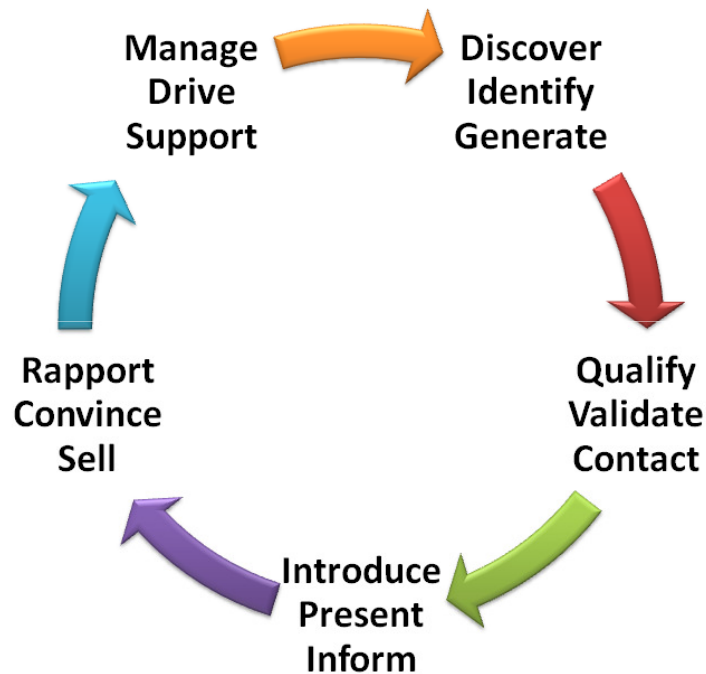 Manage
Drive
Support
Discover
Identify
Generate
Qualify
Validate
Contact
Introduce
Present
Inform
Rapport
Convince
Sell